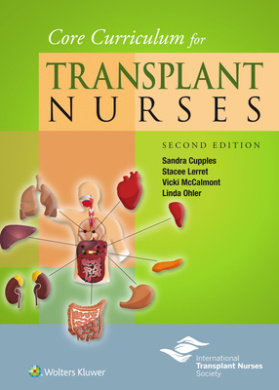 Core Curriculum for
TRANSPLANT
NURSES
SECOND EDITION
Sandra Cupples
Stacee Lerret
Vicki McCalmont
Linda Ohler
Wolters Kluwer
International
Transplant Nurses
Society